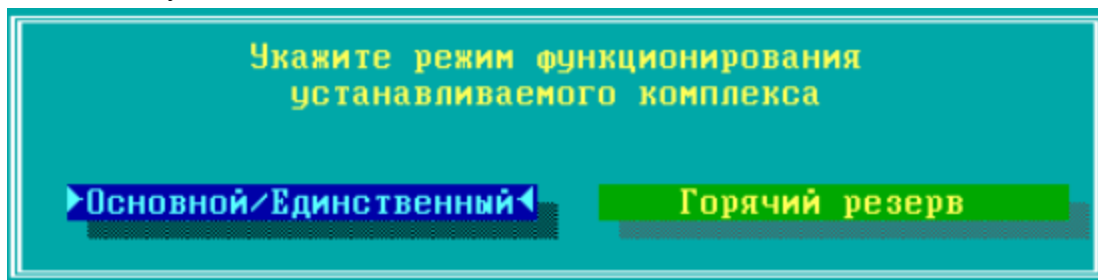 Укажите режим функционирования
устанавливаемого комплекса
Основной/Единственный
Горячий резерв